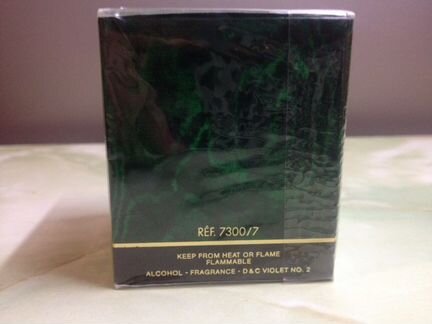 RÉF. 7300/7
KEEP FROM HEAT OR FLAME
FLAMMABLE
ALCOHOL - FRAGRANCE - D & C VIOLET NO. 2